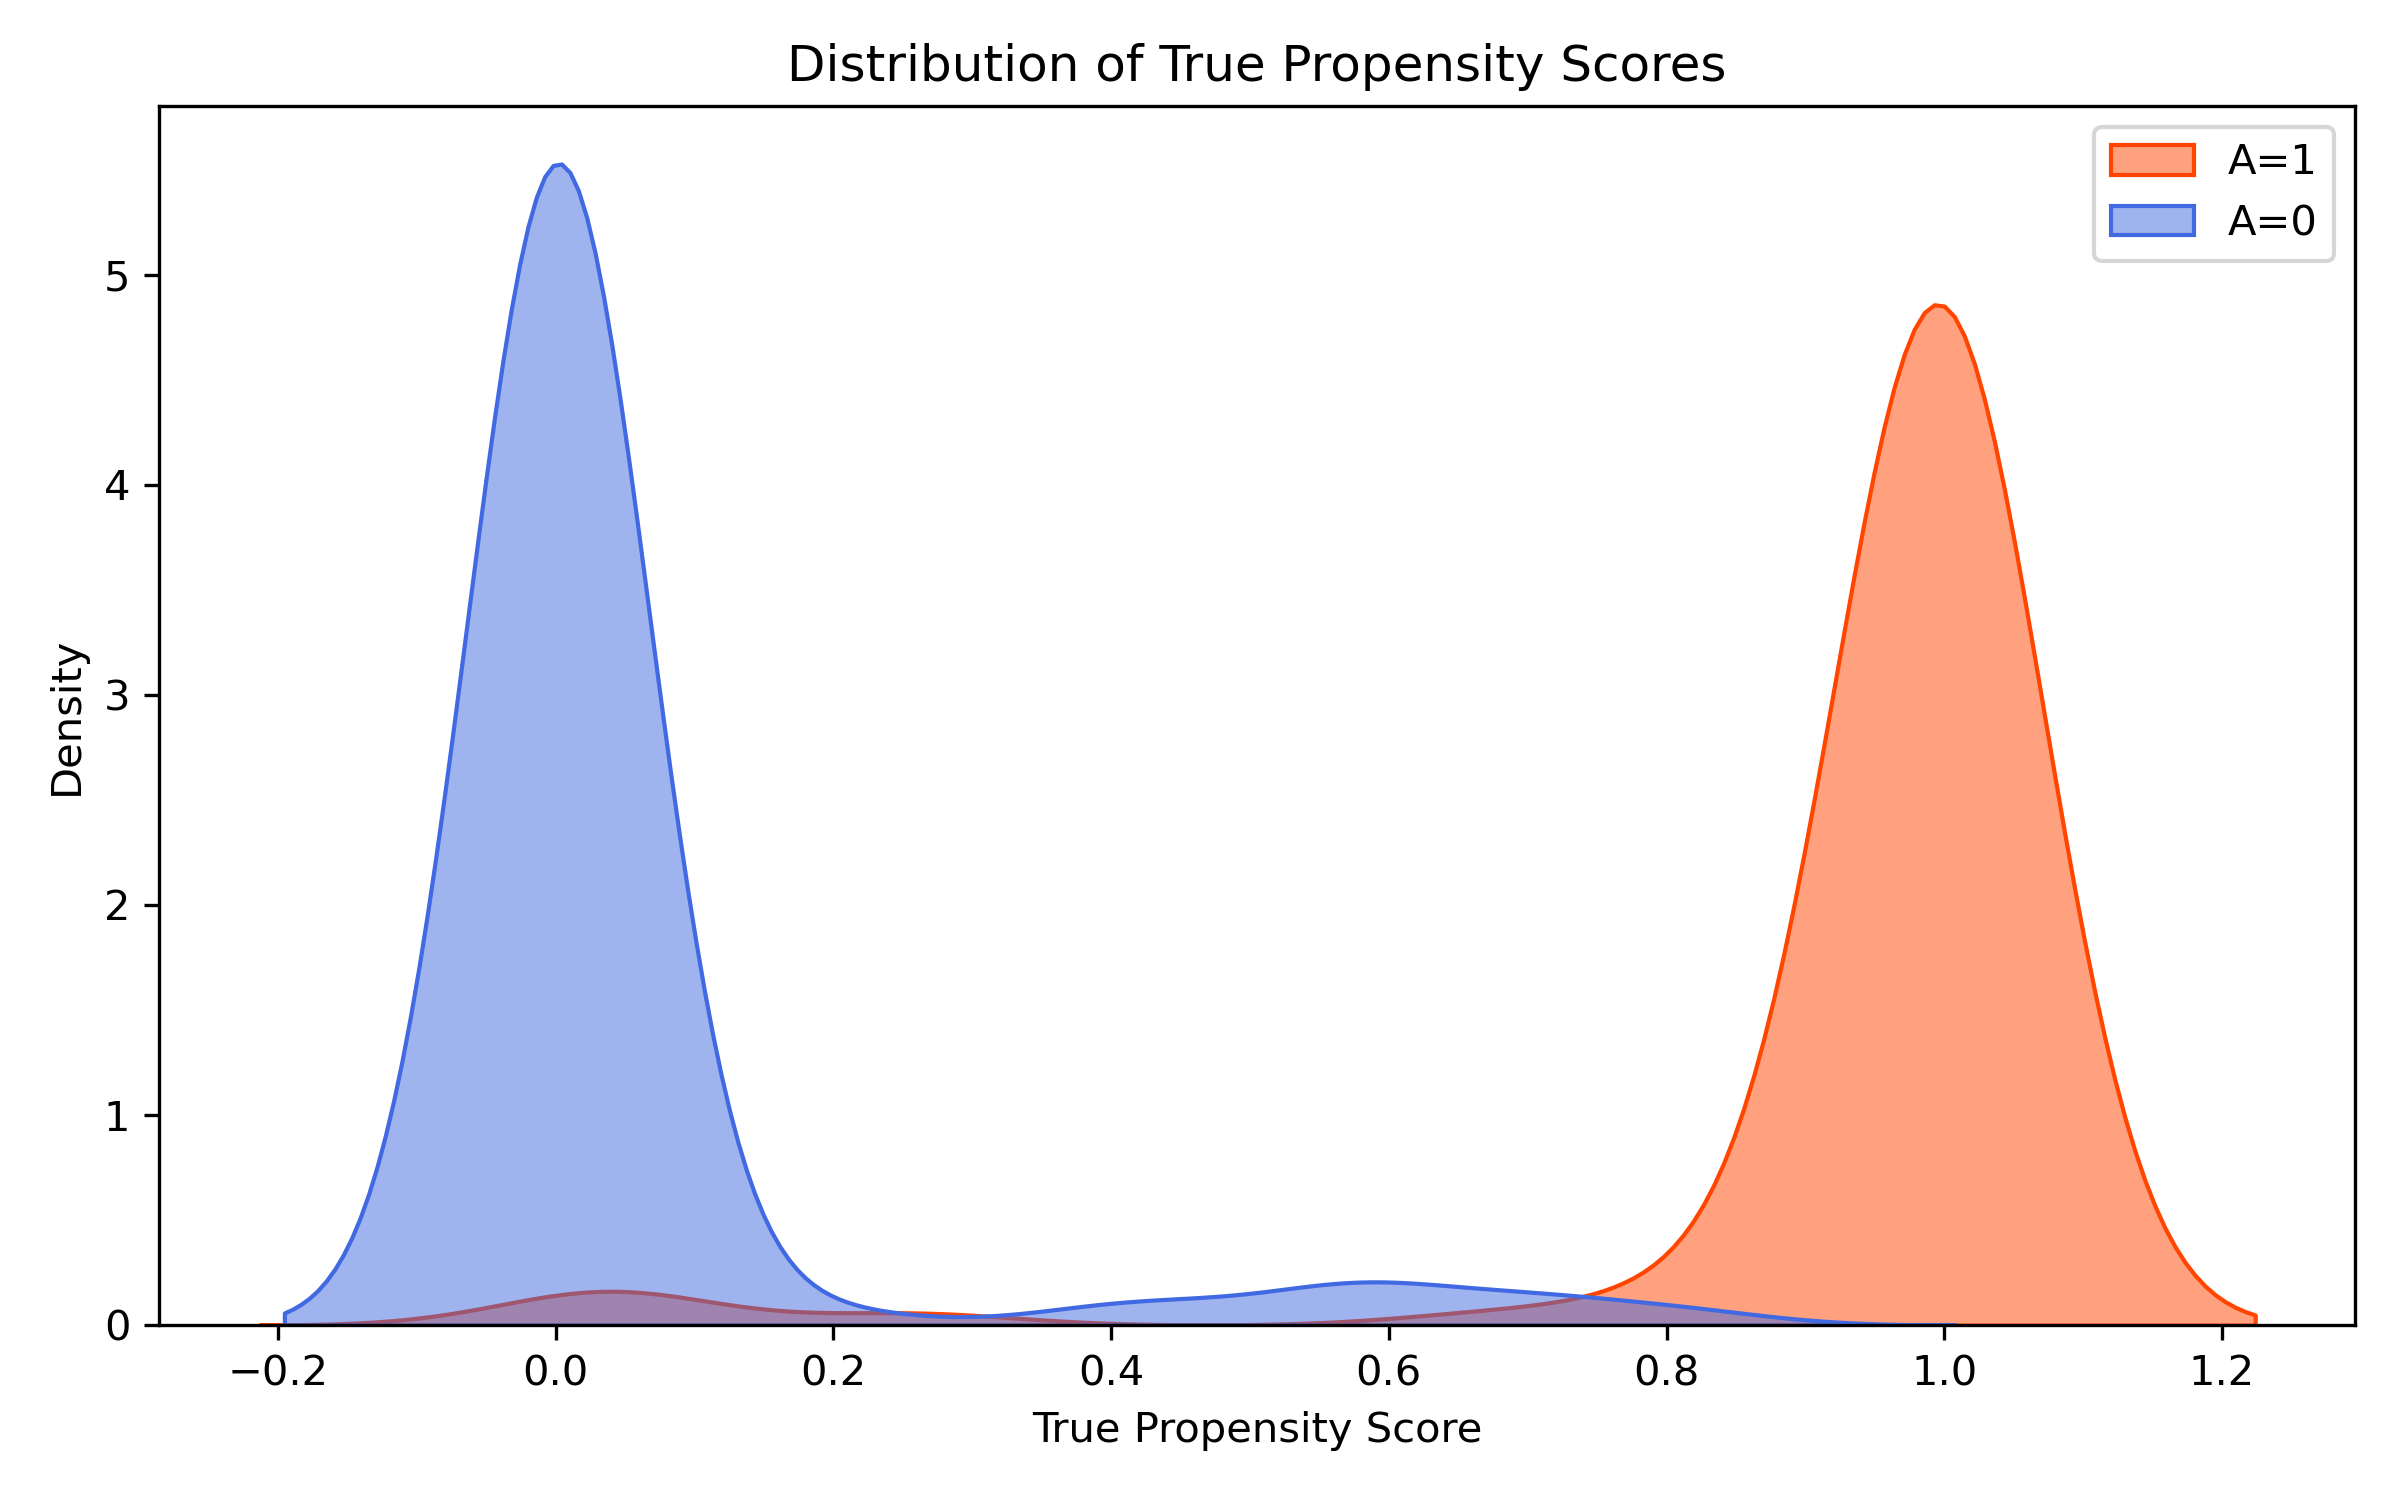 Distribution of True Propensity Scores
A=1
A=0
Density
5
4
3
2
1
0
−0.2 0.0 0.2 0.4 0.6 0.8 1.0 1.2
True Propensity Score